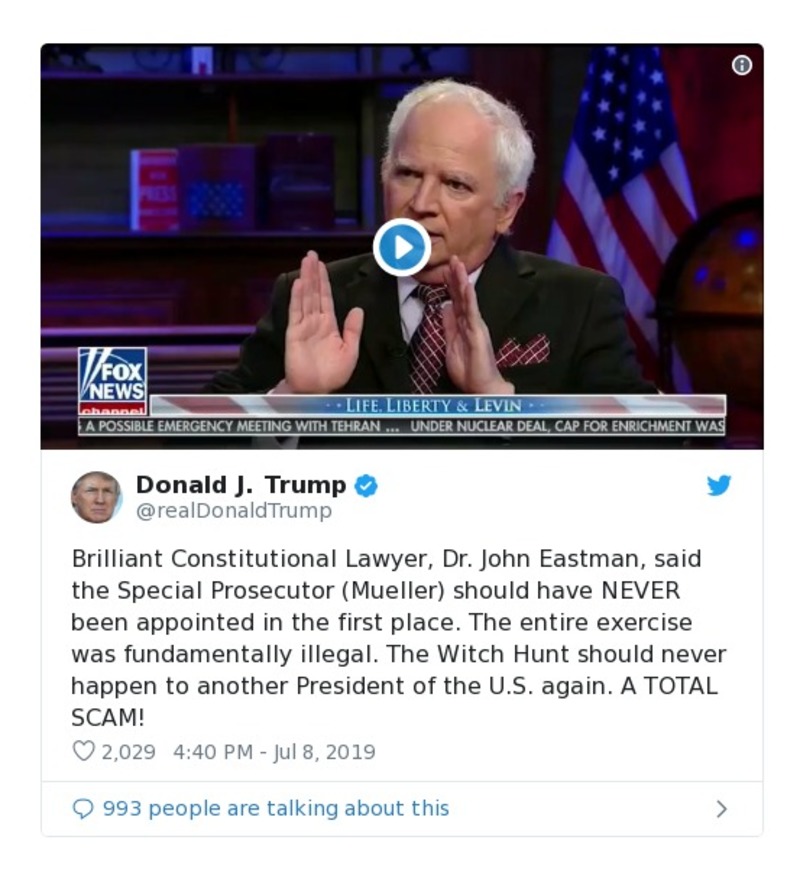 PRESS
FOX
NEWS
channel
LIFE, LIBERTY & LEVIN
A POSSIBLE EMERGENCY MEETING WITH TEHRAN ... UNDER NUCLEAR DEAL, CAP FOR ENRICHMENT WAS
Donald J. Trump
@realDonaldTrump
Brilliant Constitutional Lawyer, Dr. John Eastman, said
the Special Prosecutor (Mueller) should have NEVER
been appointed in the first place. The entire exercise
was fundamentally illegal. The Witch Hunt should never
happen to another President of the U.S. again. A TOTAL
SCAM!
2,029 4:40 PM - Jul 8, 2019
993 people are talking about this